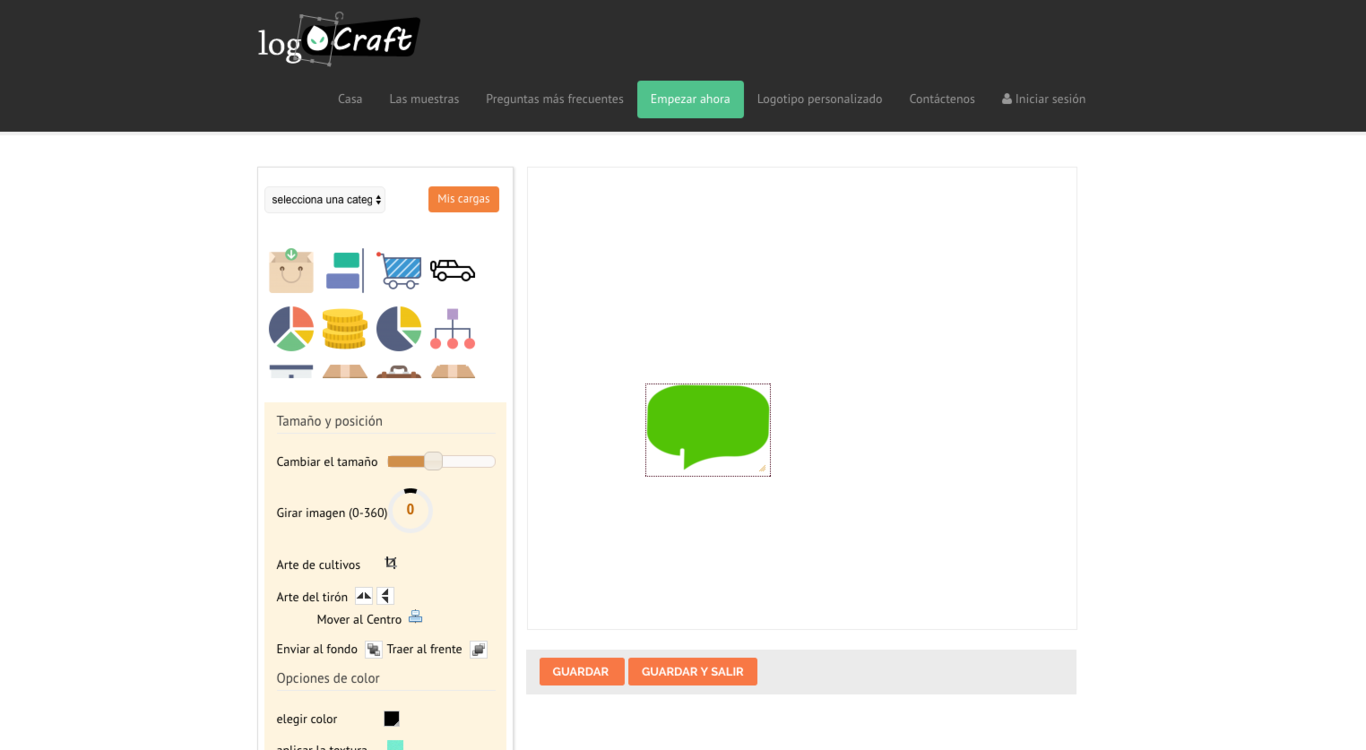 logoCraft
Casa Las muestras Preguntas más frecuentes Empezar ahora Logotipo personalizado Contáctenos Iniciar sesión
selecciona una categ Mis cargas
Tamaño y posición
Cambiar el tamaño
Girar imagen (0-360) 0
Arte de cultivos
Arte del tirón
Mover al Centro
Enviar al fondo Traer al frente
Opciones de color
elegir color
aplicar la textura
GUARDAR GUARDAR Y SALIR